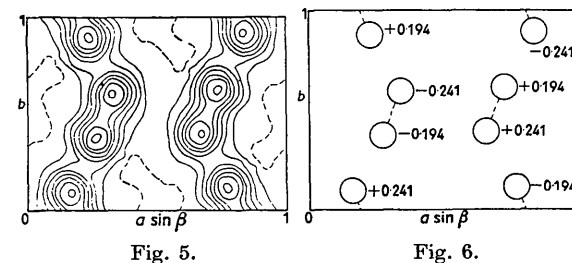 1
b
0
a sin β
1
Fig. 5.
1
b
0
a sin β
+0·194
−0·241
−0·241
+0·194
−0·194
+0·241
+0·241
−0·194
Fig. 6.